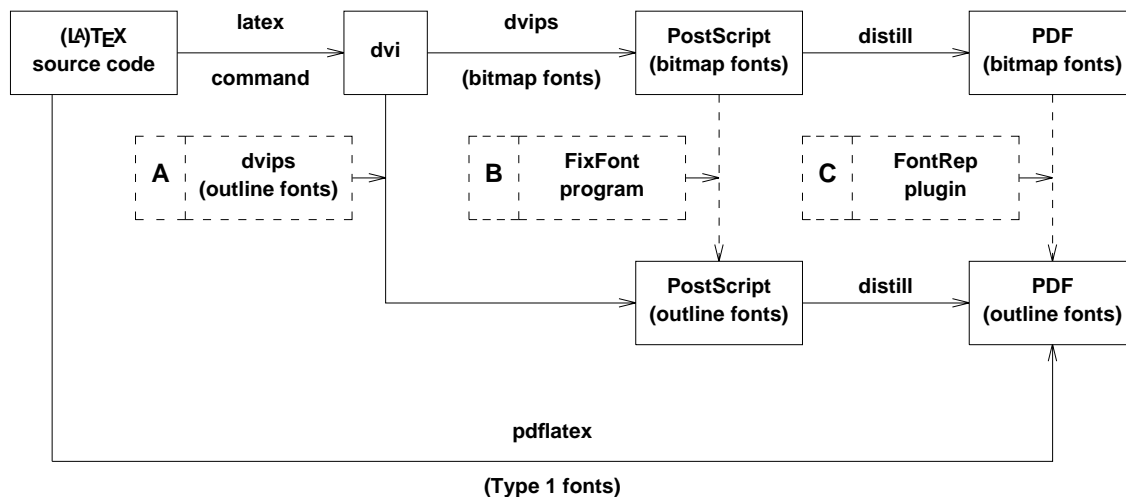 (LA)TEX
source code
latex
command
dvi
dvips
(bitmap fonts)
PostScript
(bitmap fonts)
distill
PDF
(bitmap fonts)
A
dvips
(outline fonts)
B
FixFont
program
C
FontRep
plugin
PostScript
(outline fonts)
distill
PDF
(outline fonts)
pdflatex
(Type 1 fonts)